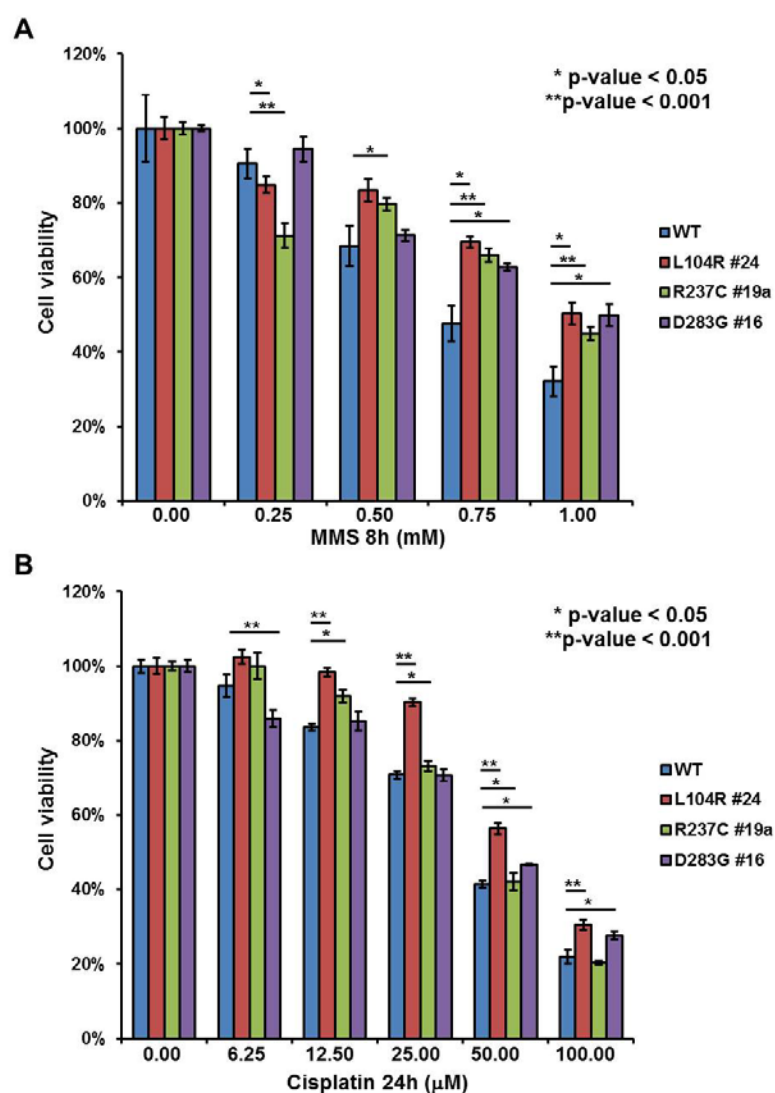 A
120%
100%
80%
60%
40%
20%
0%
Cell viability
* p-value < 0.05
**p-value < 0.001
*
**
*
*
**
*
*
**
*
WT
L104R #24
R237C #19a
D283G #16
0.00 0.25 0.50 0.75 1.00
MMS 8h (mM)
B
120%
100%
80%
60%
40%
20%
0%
Cell viability
* p-value < 0.05
**p-value < 0.001
**
**
*
**
*
**
*
*
**
*
WT
L104R #24
R237C #19a
D283G #16
0.00 6.25 12.50 25.00 50.00 100.00
Cisplatin 24h (μM)